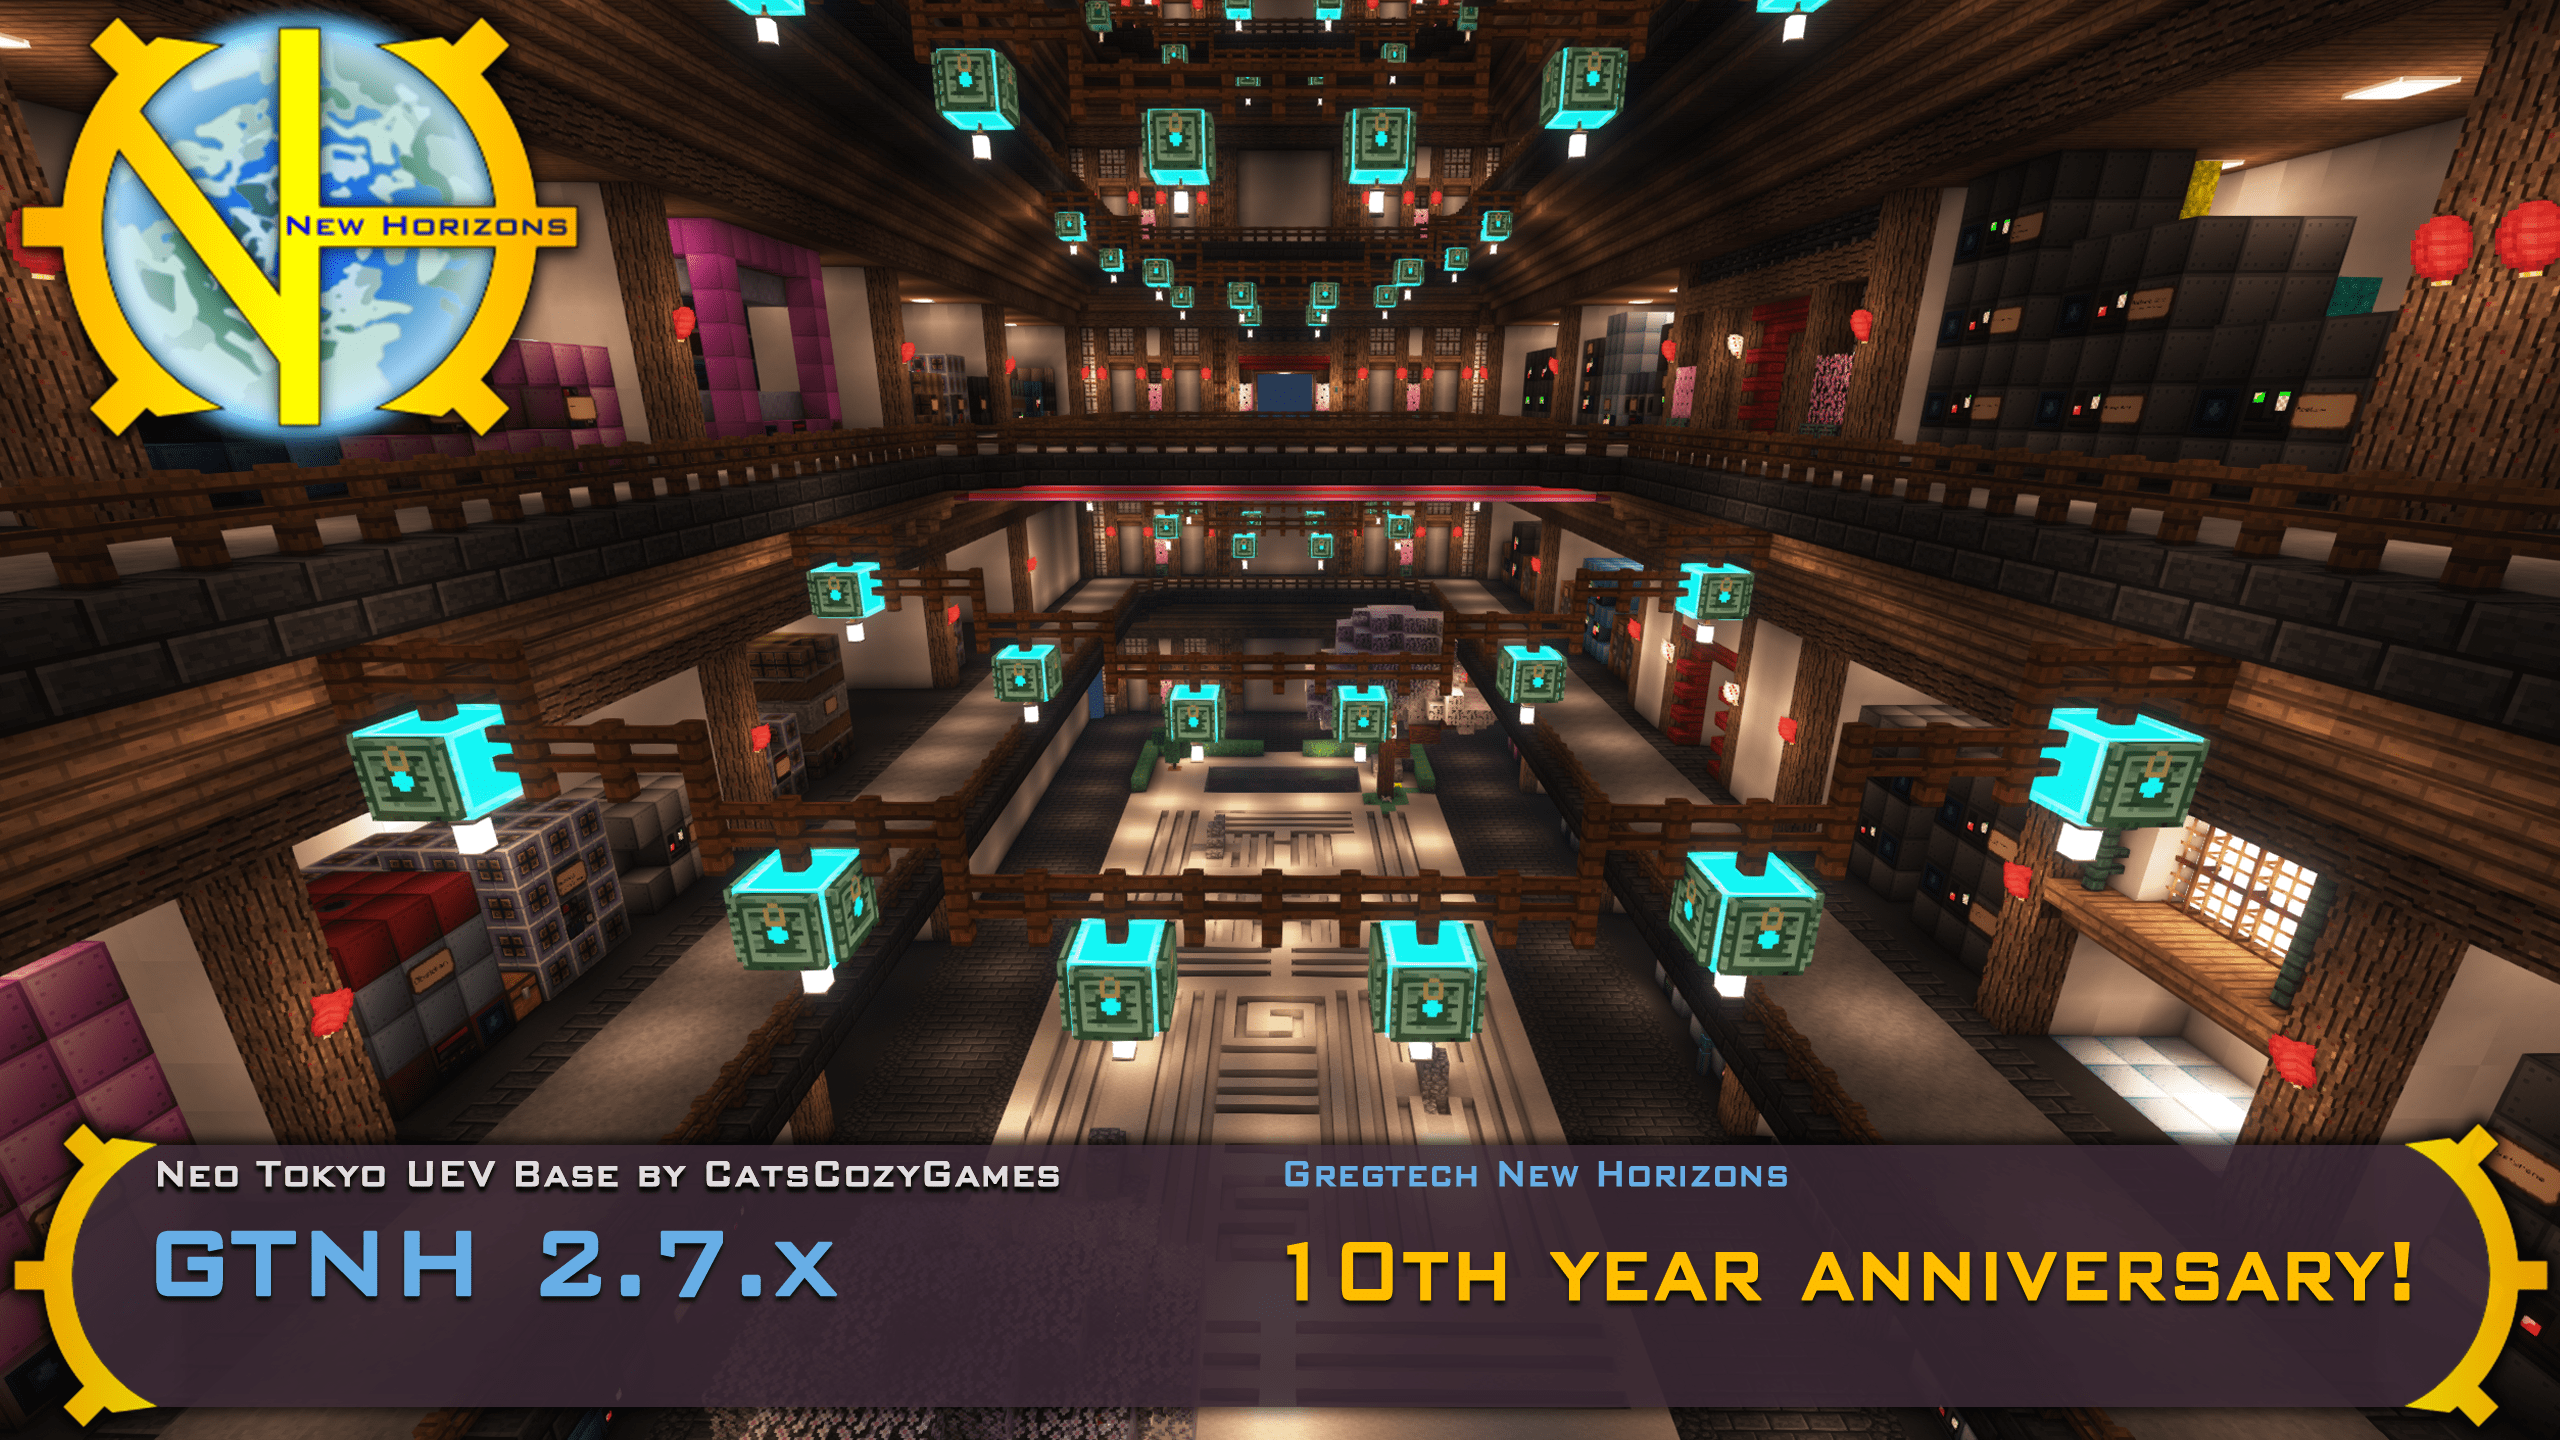 New Horizons
Neo Tokyo UEV Base by CatsCozyGames
GTNH 2.7.x
Gregtech New Horizons
10th year anniversary!